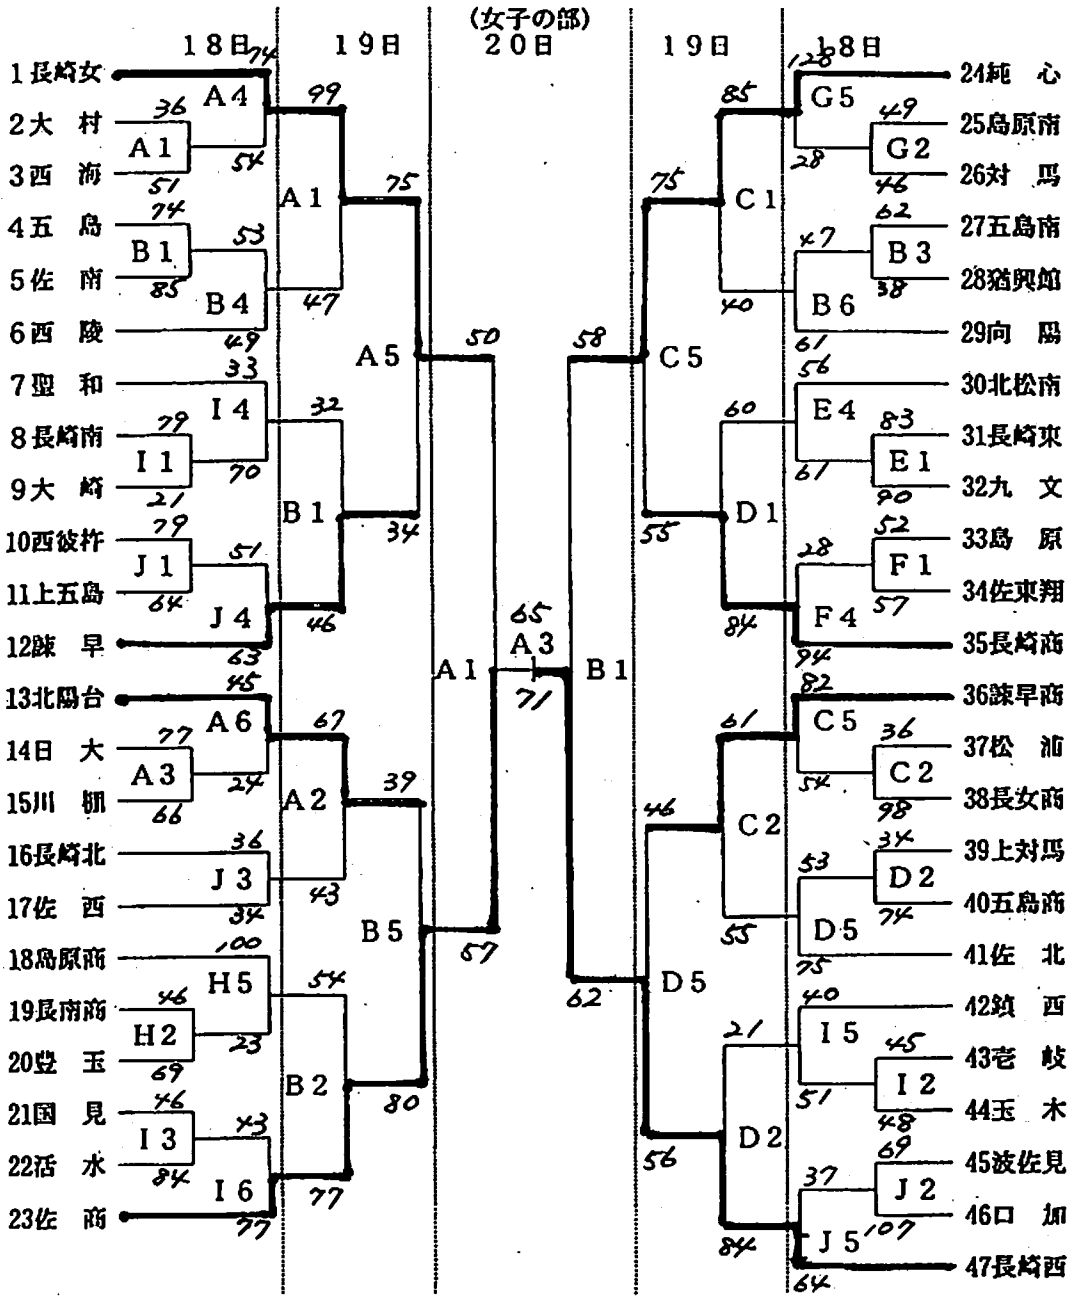 (女子の部)
18日 19日 20日 19日 18日
1長崎女
2大 村
3西 海
4五 島
5佐 南
6西 陵
7聖 和
8長崎南
9大 崎
10西彼杵
11上五島
12諫 早
13北陽台
14日 大
15川 棚
16長崎北
17佐 西
18島原商
19長南商
20豊 玉
21国 見
22活 水
23佐 商
36
A1
51
74
B1
85
79
I1
21
79
J1
64
77
A3
66
46
H2
69
46
I3
84
74
A4
54
53
B4
49
33
I4
70
51
J4
63
45
A6
24
36
J3
34
100
H5
23
43
I6
77
99
A1
47
32
B1
46
67
A2
43
54
B2
77
75
A5
34
39
B5
80
50
A1
57
65
A3
71
58
B1
62
75
C5
55
46
D5
56
85
C1
40
60
D1
84
61
C2
55
21
D2
84
128
G5
28
47
B6
61
56
E4
61
28
F4
94
82
C5
54
53
D5
75
40
I5
51
37
J5
64
49
G2
46
62
B3
38
83
E1
90
52
F1
57
36
C2
98
34
D2
74
45
I2
48
69
J2
107
24純 心
25島原南
26対 馬
27五島南
28猶興館
29向 陽
30北松南
31長崎東
32九 文
33島 原
34佐東翔
35長崎商
36諫早商
37松 浦
38長女商
39上対馬
40五島商
41佐 北
42鎮 西
43壱 岐
44玉 木
45波佐見
46口 加
47長崎西